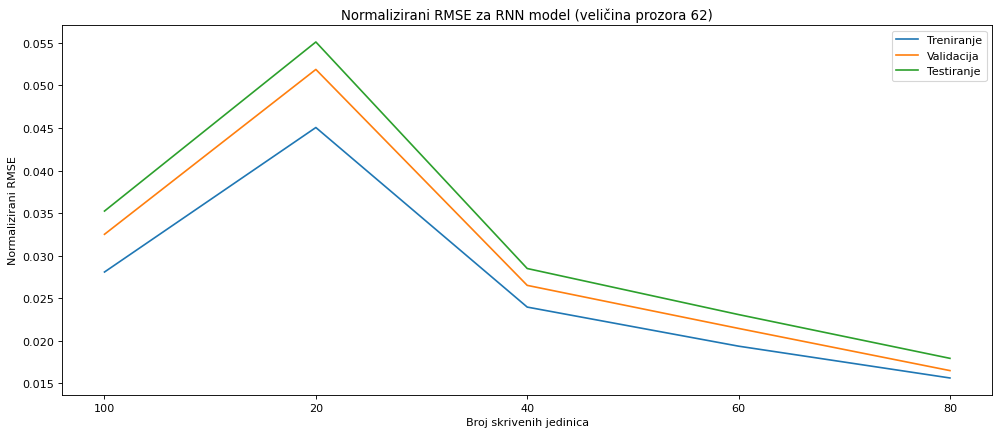 Normalizirani RMSE za RNN model (veličina prozora 62)
Treniranje
Validacija
Testiranje
Normalizirani RMSE
0.055
0.050
0.045
0.040
0.035
0.030
0.025
0.020
0.015
100 20 40 60 80
Broj skrivenih jedinica